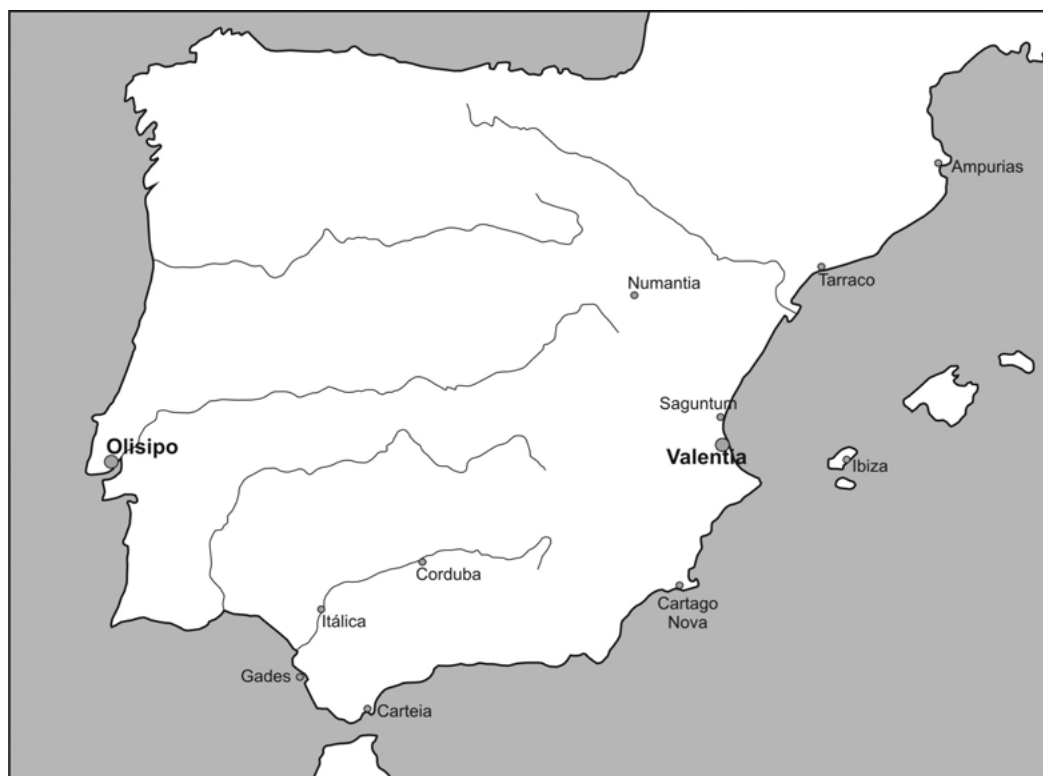 Ampurias
Tarraco
Numantia
Saguntum
Olisipo
Valentia
Ibiza
Corduba
Cartago
Nova
Itálica
Gades
Carteia